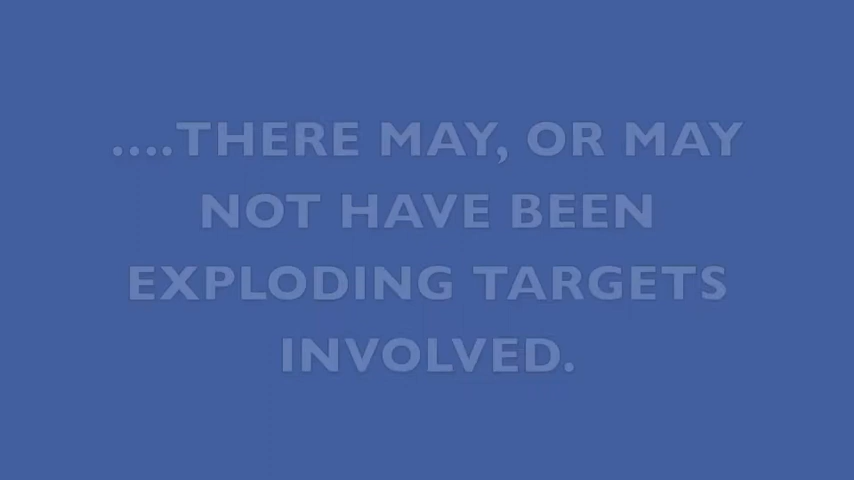 ....THERE MAY, OR MAY
NOT HAVE BEEN
EXPLODING TARGETS
INVOLVED.